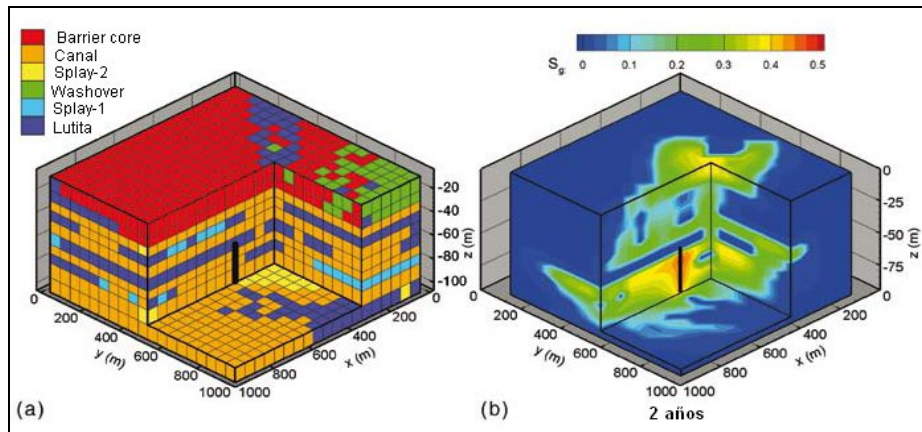 Barrier core
Canal
Splay-2
Washover
Splay-1
Lutita
-20
-40
-60
-80
-100
z (m)
0
200
400
600
800
1000
y (m)
1000
800
600
400
200
0
x (m)
(a)
Sg:
0 0.1 0.2 0.3 0.4 0.5
0
-25
-50
-75
z (m)
0
200
400
600
800
1000
y (m)
1000
800
600
400
200
0
x (m)
(b)
2 años